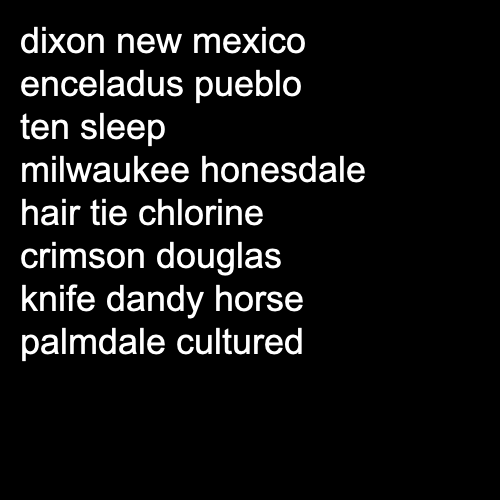 dixon new mexico
enceladus pueblo
ten sleep
milwaukee honesdale
hair tie chlorine
crimson douglas
knife dandy horse
palmdale cultured